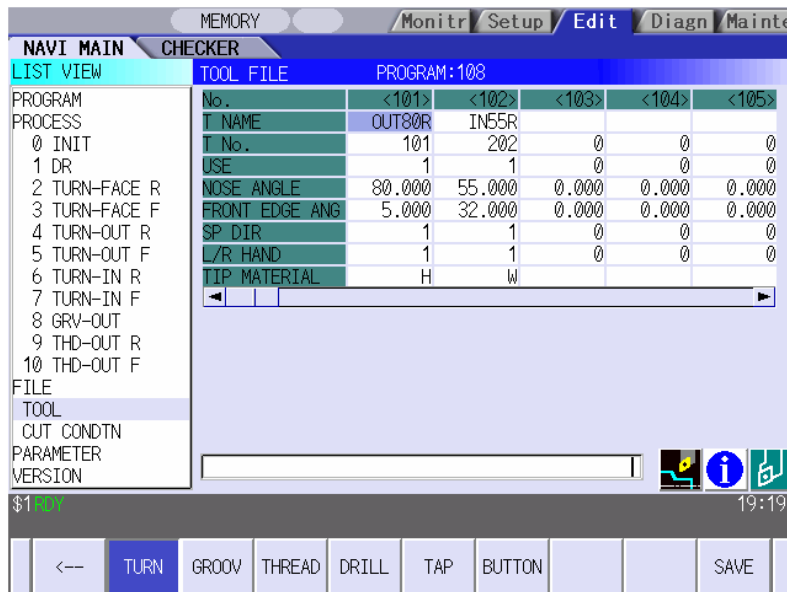 MEMORY Monitr Setup Edit Diagn Mainte
NAVI MAIN CHECKER
LIST VIEW TOOL FILE PROGRAM:108
PROGRAM
PROCESS
0 INIT
1 DR
2 TURN-FACE R
3 TURN-FACE F
4 TURN-OUT R
5 TURN-OUT F
6 TURN-IN R
7 TURN-IN F
8 GRV-OUT
9 THD-OUT R
10 THD-OUT F
FILE
TOOL
CUT CONDTN
PARAMETER
VERSION
No. <101> <102> <103> <104> <105>
T NAME OUT80R IN55R
T No. 101 202 0 0 0
USE 1 1 0 0 0
NOSE ANGLE 80.000 55.000 0.000 0.000 0.000
FRONT EDGE ANG 5.000 32.000 0.000 0.000 0.000
SP DIR 1 1 0 0 0
L/R HAND 1 1 0 0 0
TIP MATERIAL H W
$1 RDY 19:19
<-- TURN GROOV THREAD DRILL TAP BUTTON SAVE